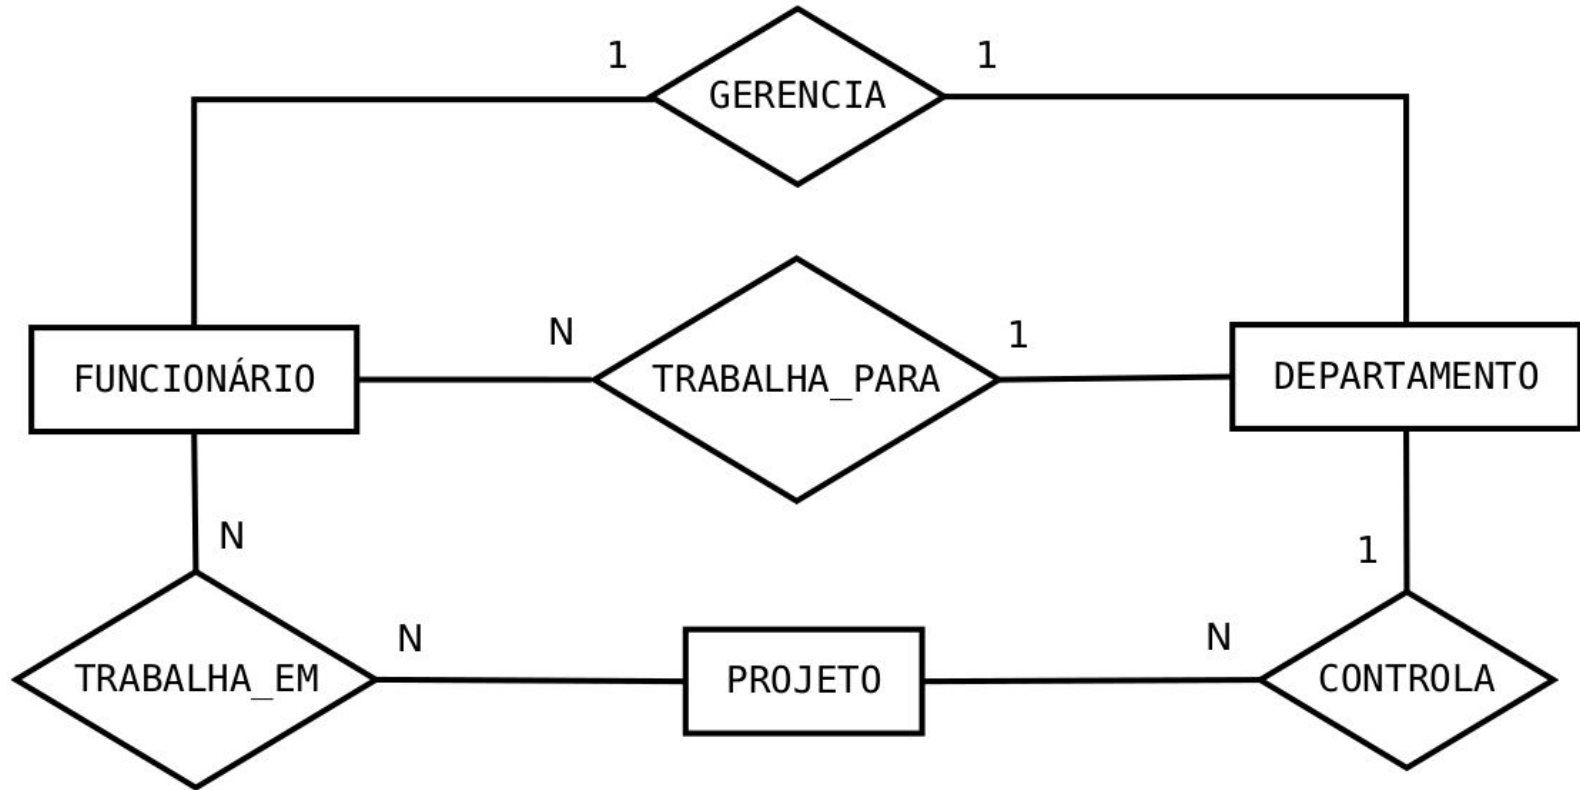 1
1
GERENCIA
N
1
FUNCIONÁRIO
TRABALHA_PARA
DEPARTAMENTO
N
1
N
N
TRABALHA_EM
PROJETO
CONTROLA